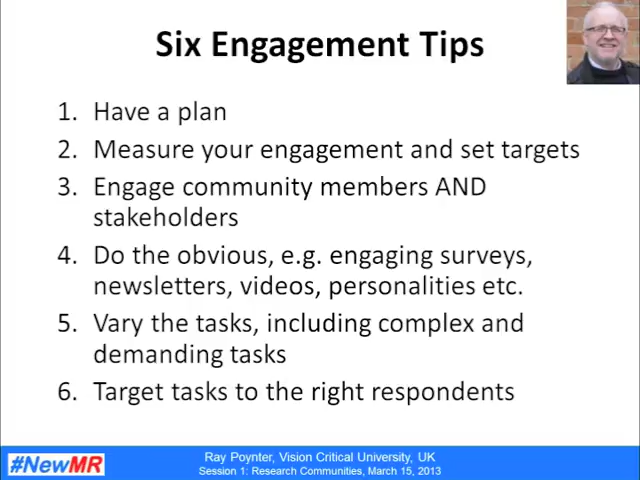 Six Engagement Tips
1. Have a plan
2. Measure your engagement and set targets
3. Engage community members AND
stakeholders
4. Do the obvious, e.g. engaging surveys,
newsletters, videos, personalities etc.
5. Vary the tasks, including complex and
demanding tasks
6. Target tasks to the right respondents
#NewMR
Ray Poynter, Vision Critical University, UK
Session 1: Research Communities, March 15, 2013